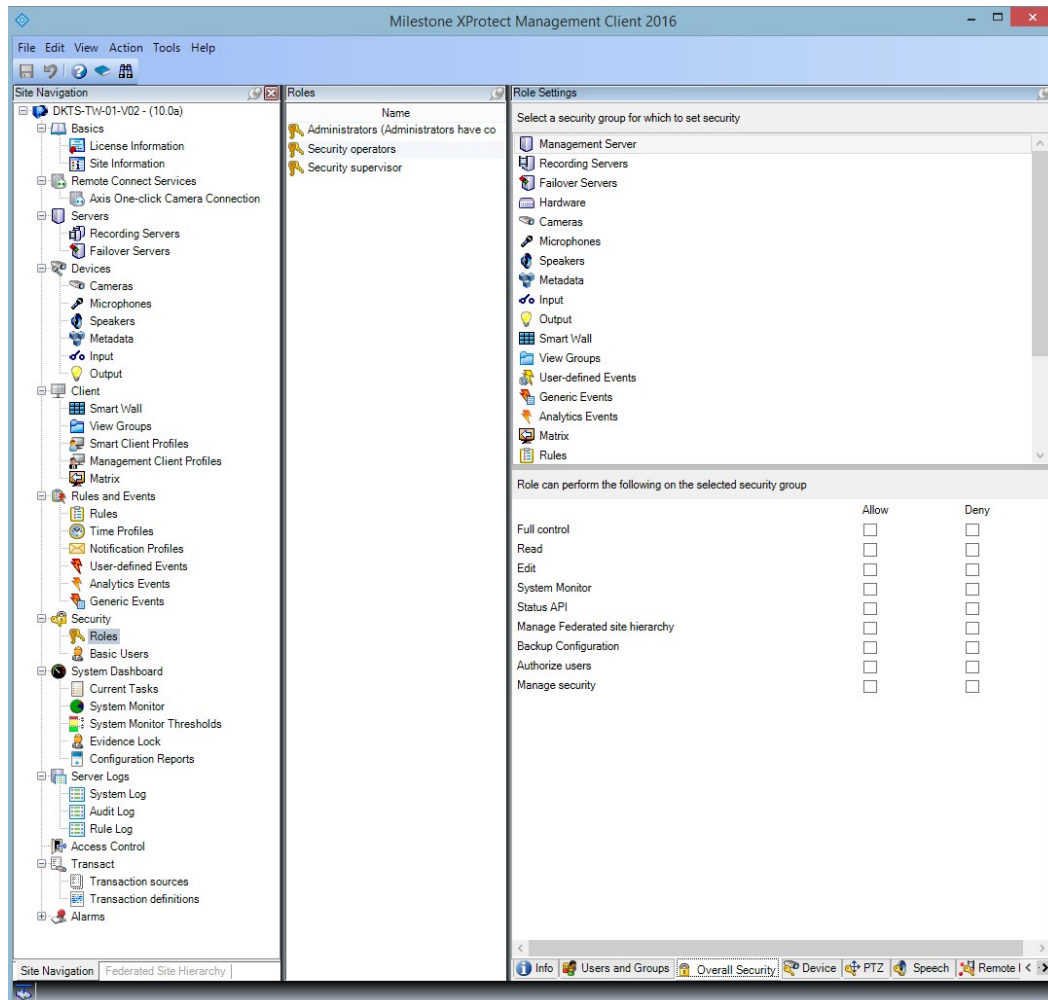 Milestone XProtect Management Client 2016
File Edit View Action Tools Help
Site Navigation
DKTS-TW-01-V02 - (10.0a)
Basics
License Information
Site Information
Remote Connect Services
Axis One-click Camera Connection
Servers
Recording Servers
Failover Servers
Devices
Cameras
Microphones
Speakers
Metadata
Input
Output
Client
Smart Wall
View Groups
Smart Client Profiles
Management Client Profiles
Matrix
Rules and Events
Rules
Time Profiles
Notification Profiles
User-defined Events
Analytics Events
Generic Events
Security
Roles
Basic Users
System Dashboard
Current Tasks
System Monitor
System Monitor Thresholds
Evidence Lock
Configuration Reports
Server Logs
System Log
Audit Log
Rule Log
Access Control
Transact
Transaction sources
Transaction definitions
Alarms
Site Navigation Federated Site Hierarchy
Roles
Name
Administrators (Administrators have co
Security operators
Security supervisor
Role Settings
Select a security group for which to set security
Management Server
Recording Servers
Failover Servers
Hardware
Cameras
Microphones
Speakers
Metadata
Input
Output
Smart Wall
View Groups
User-defined Events
Generic Events
Analytics Events
Matrix
Rules
Role can perform the following on the selected security group
Allow Deny
Full control
Read
Edit
System Monitor
Status API
Manage Federated site hierarchy
Backup Configuration
Authorize users
Manage security
Info Users and Groups Overall Security Device PTZ Speech Remote